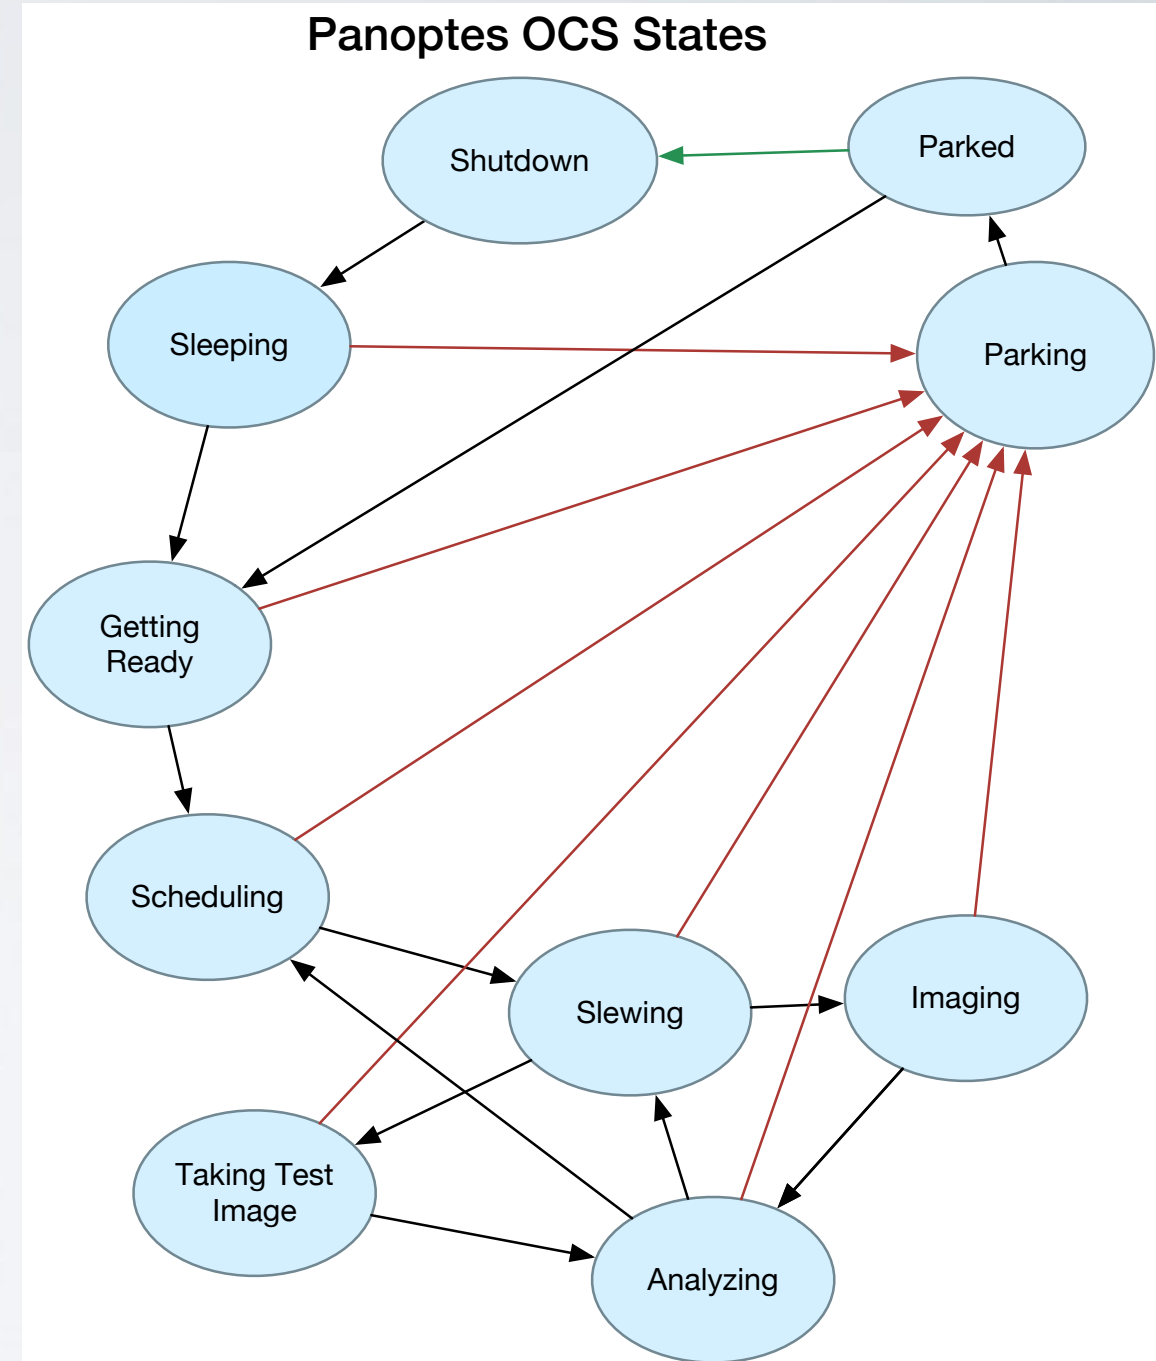 Panoptes OCS States
Shutdown
Parked
Sleeping
Parking
Getting
Ready
Scheduling
Slewing
Imaging
Taking Test
Image
Analyzing